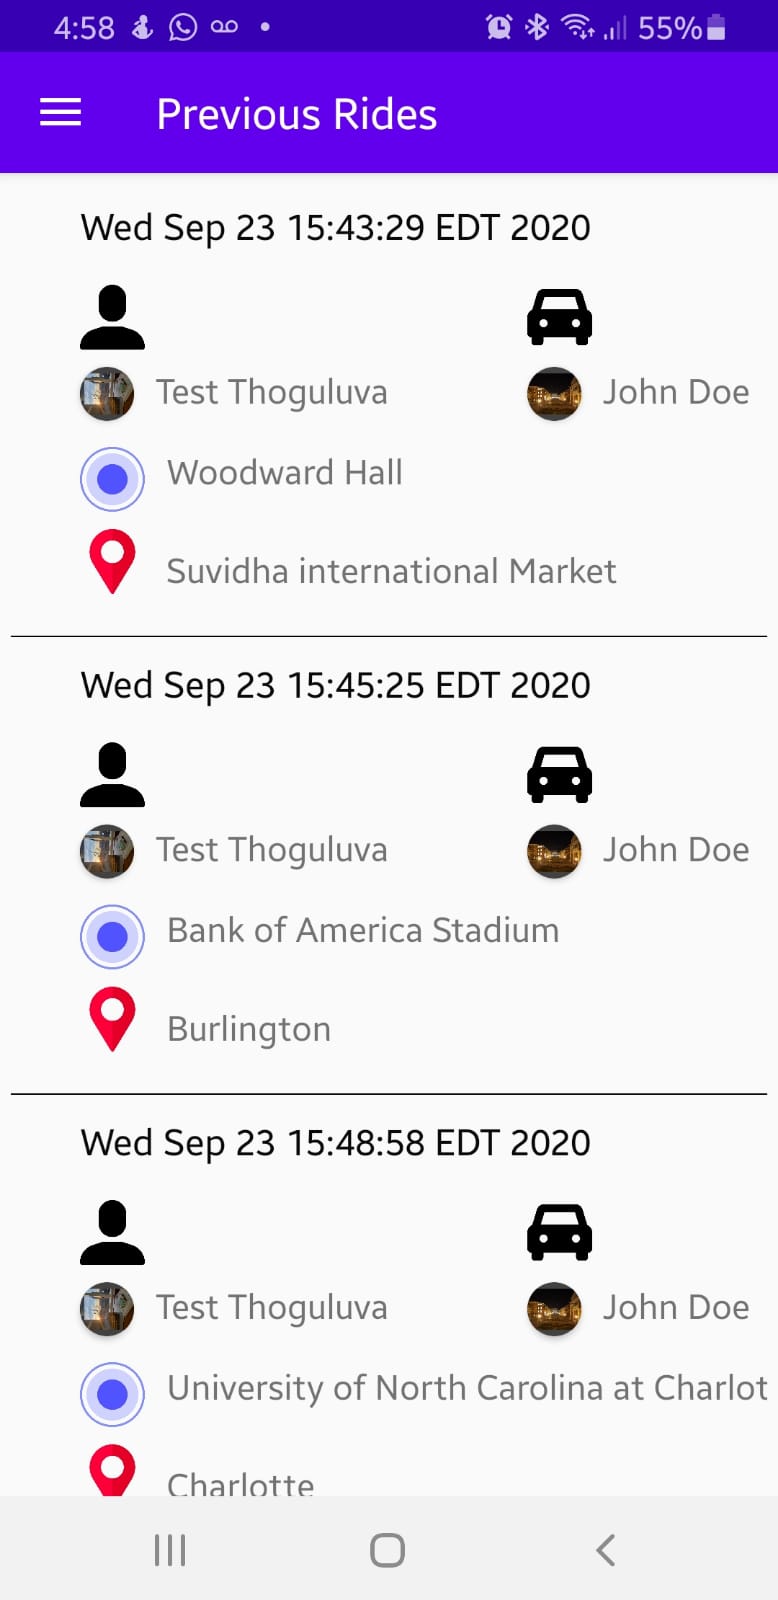 4:58 55%
Previous Rides
Wed Sep 23 15:43:29 EDT 2020
Test Thoguluva John Doe
Woodward Hall
Suvidha international Market
Wed Sep 23 15:45:25 EDT 2020
Test Thoguluva John Doe
Bank of America Stadium
Burlington
Wed Sep 23 15:48:58 EDT 2020
Test Thoguluva John Doe
University of North Carolina at Charlot
Charlotte